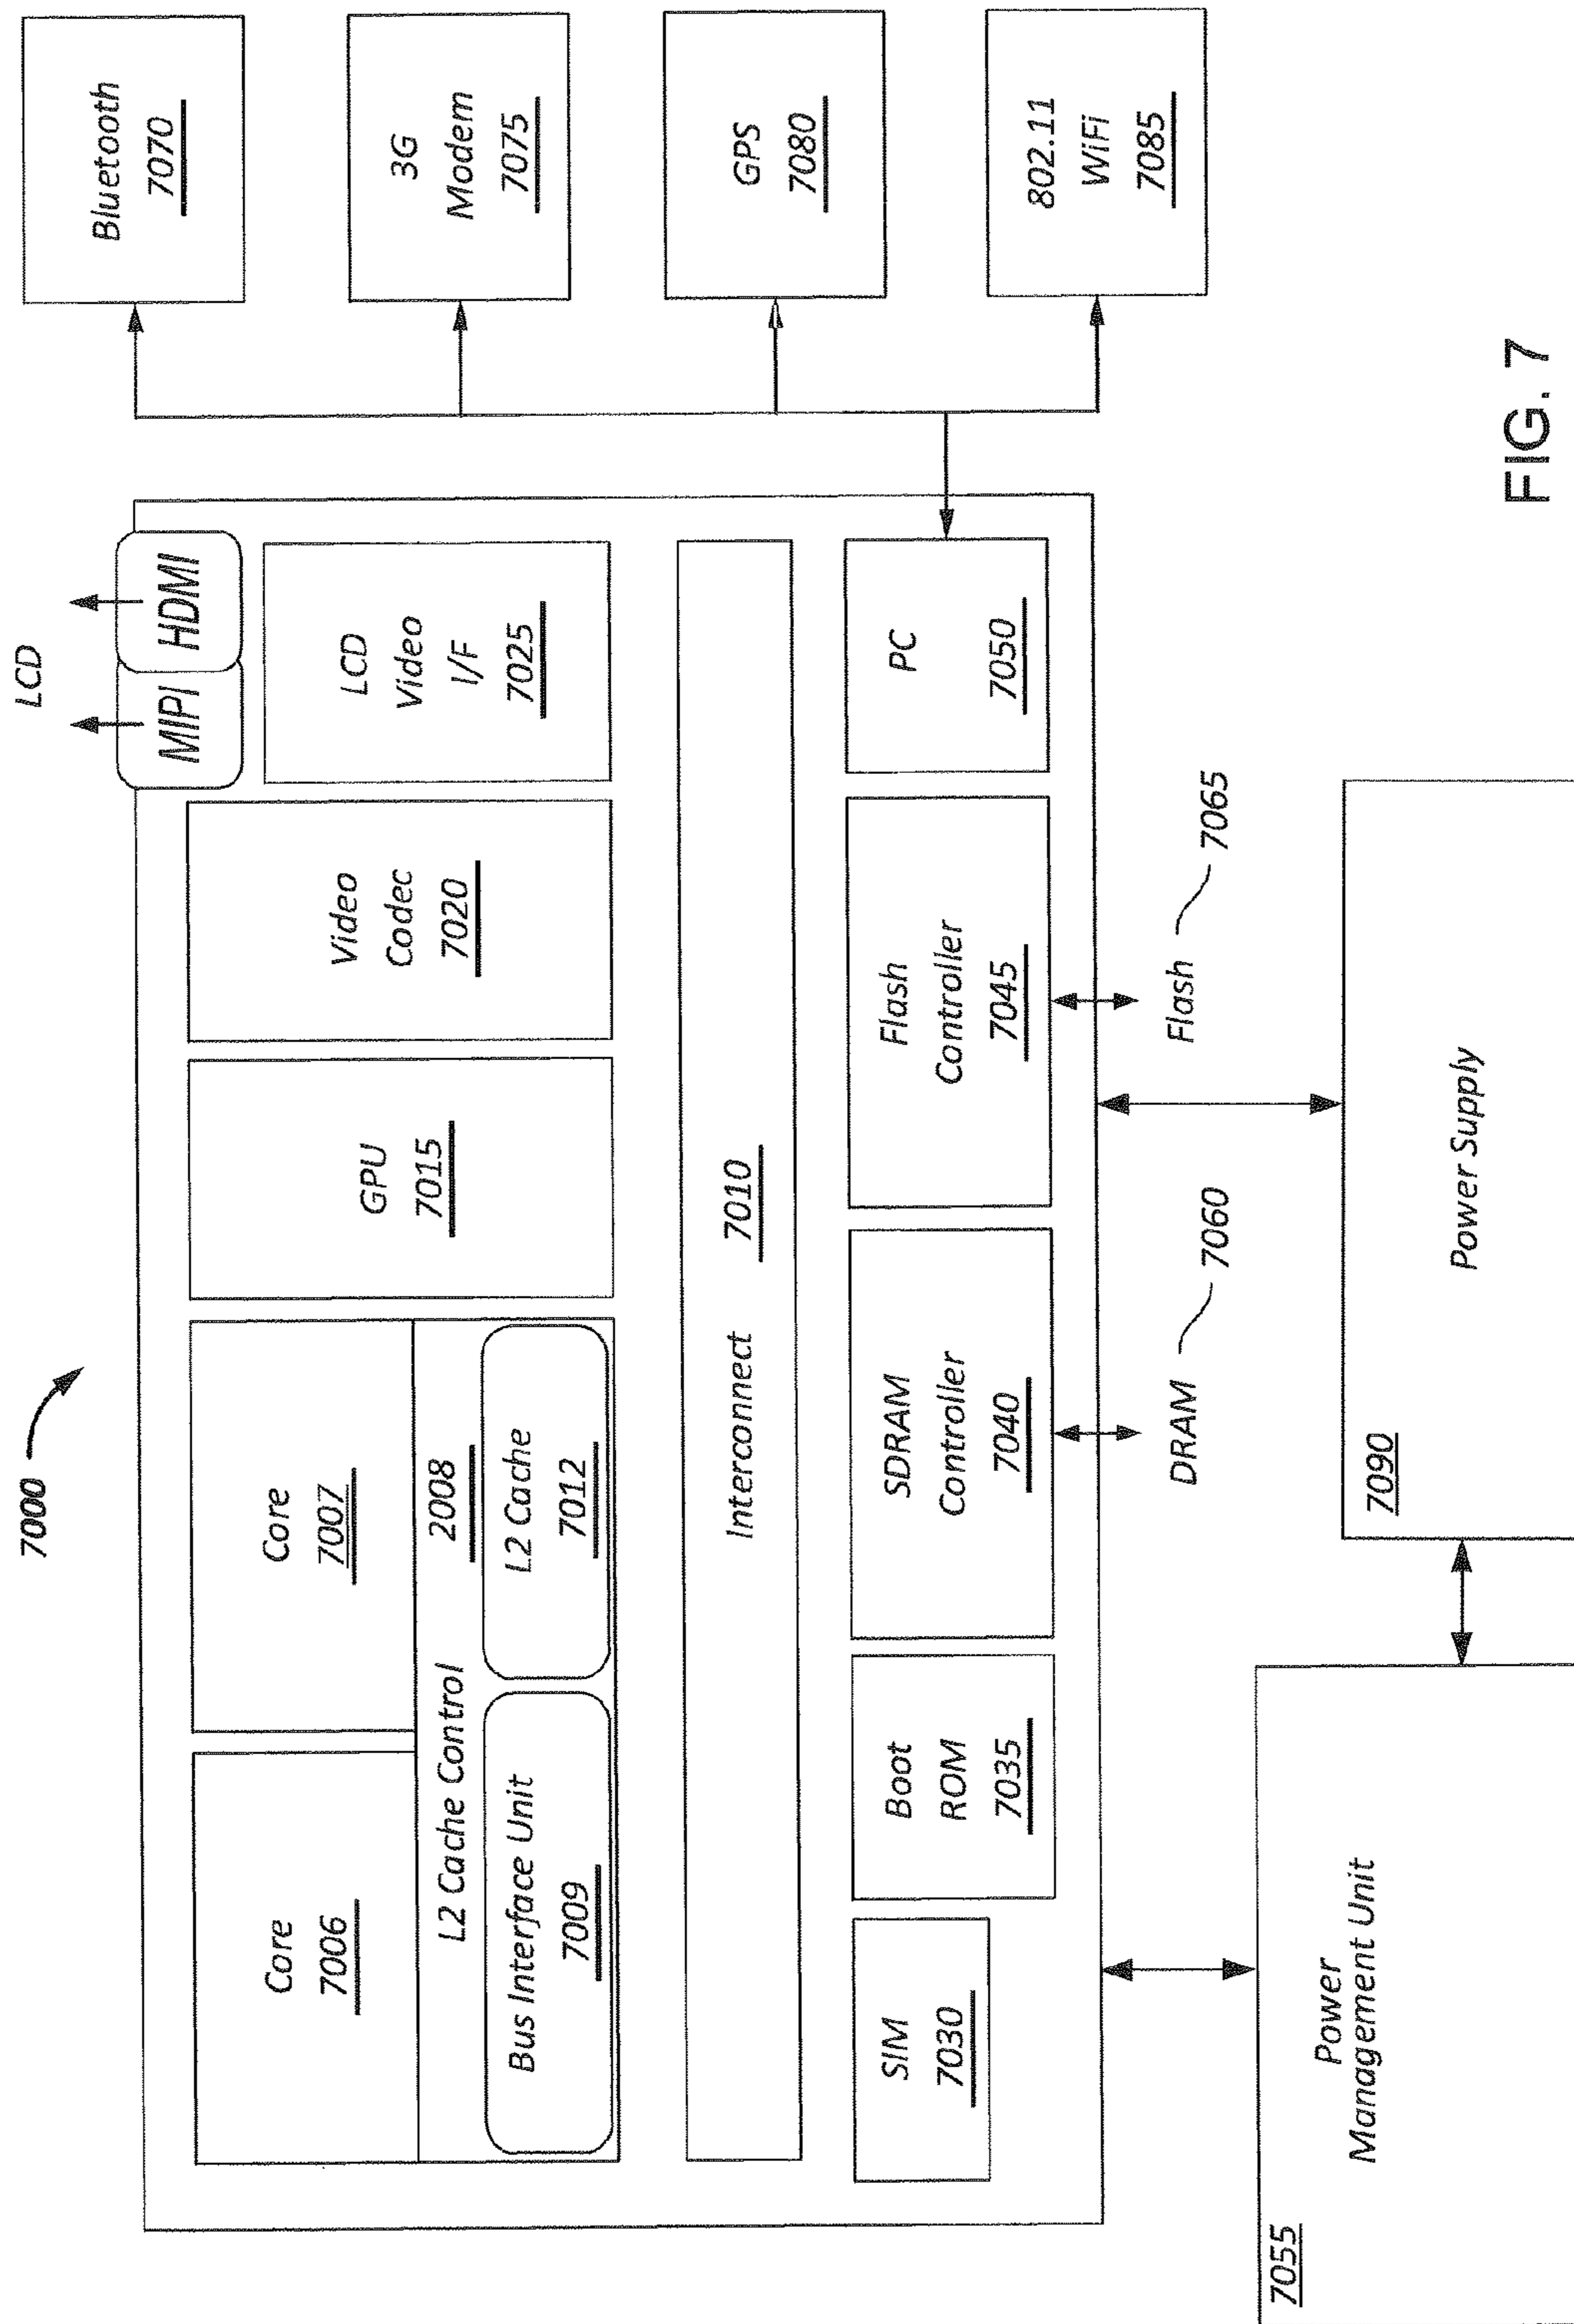 7000
LCD
MIPI
HDMI
Core
7006
Core
7007
L2 Cache Control
2008
Bus Interface Unit
7009
L2 Cache
7012
GPU
7015
Video
Codec
7020
LCD
Video
I/F
7025
Interconnect
7010
SIM
7030
Boot
ROM
7035
SDRAM
Controller
7040
Flash
Controller
7045
PC
7050
DRAM
7060
Flash
7065
7055
Power
Management Unit
7090
Power Supply
Bluetooth
7070
3G
Modem
7075
GPS
7080
802.11
WiFi
7085
FIG. 7